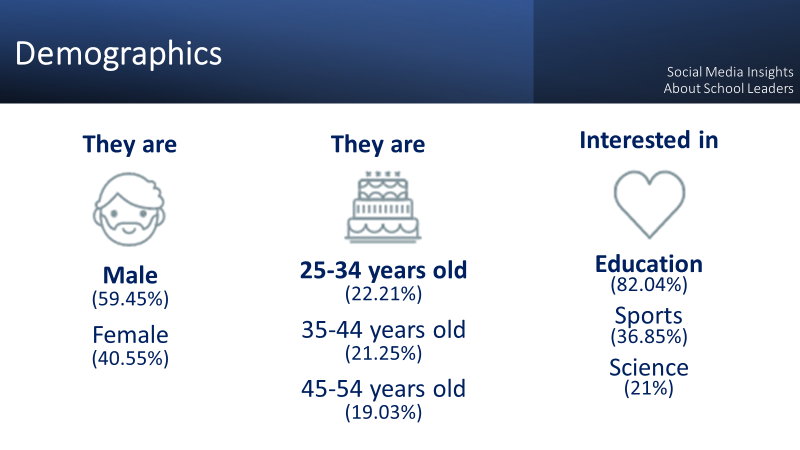 Demographics
Social Media Insights
About School Leaders
They are
Male
(59.45%)
Female
(40.55%)
They are
25-34 years old
(22.21%)
35-44 years old
(21.25%)
45-54 years old
(19.03%)
Interested in
Education
(82.04%)
Sports
(36.85%)
Science
(21%)